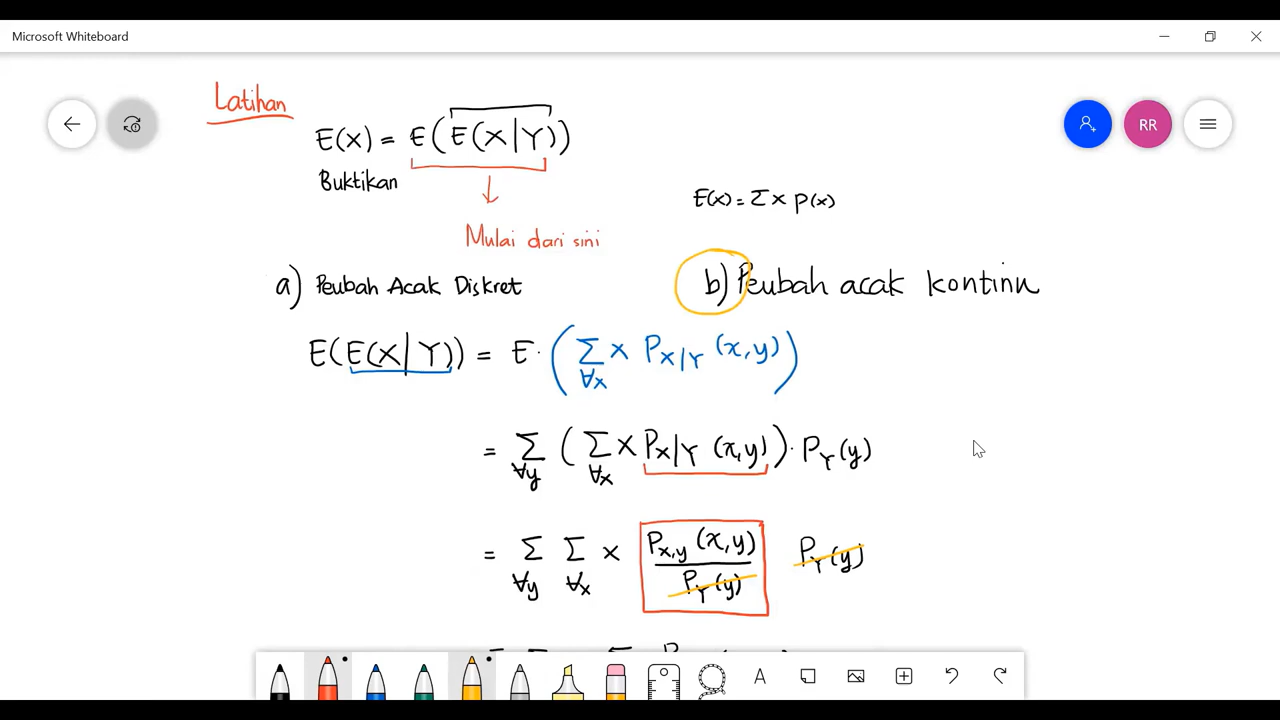 Microsoft Whiteboard
Latihan
RR
E(X) = E(E(X|Y))
Buktikan
E(x) = Σ x p(x)
Mulai dari sini
a) Peubah Acak Diskret
b) Peubah acak kontinu
E(E(X|Y)) = E·(Σ∀x x P_X|Y (x,y))
= Σ∀y (Σ∀x x P_X|Y (x,y))·P_Y(y)
= Σ∀y Σ∀x x P_x,y (x,y) / P_Y(y) P_Y(y)
A